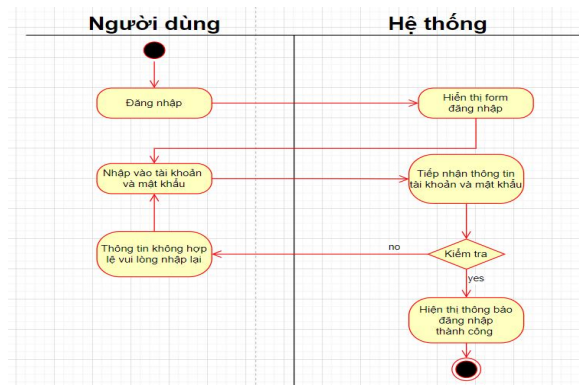 Người dùng
Hệ thống
Đăng nhập
Hiển thị form
đăng nhập
Nhập vào tài khoản
và mật khẩu
Tiếp nhận thông tin
tài khoản và mật khẩu
Thông tin không hợp
lệ vui lòng nhập lại
no
Kiểm tra
yes
Hiện thị thông báo
đăng nhập
thành công